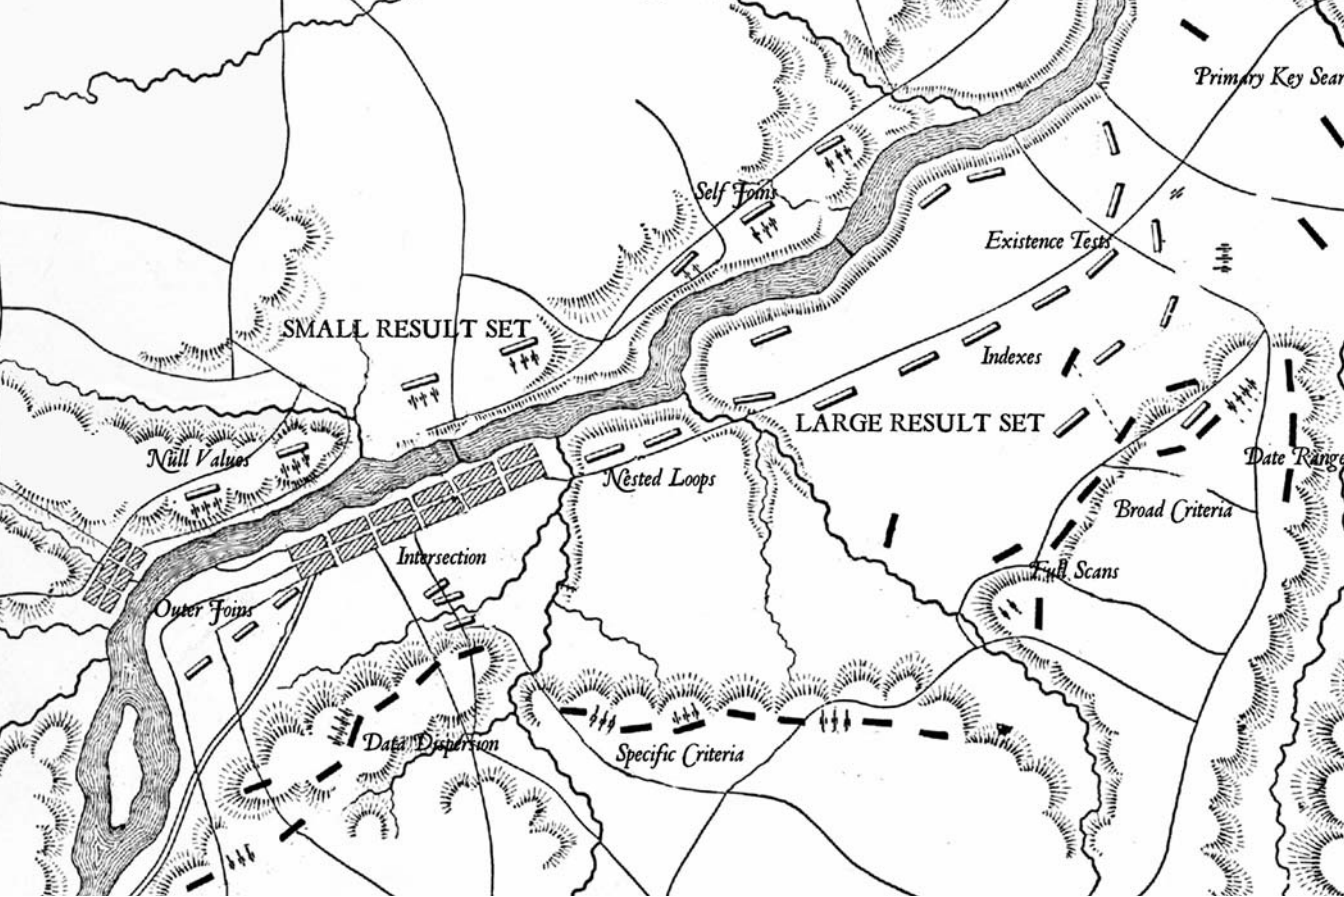 Primary Key Sear
Self Joins
Existence Tests
SMALL RESULT SET
Indexes
LARGE RESULT SET
Null Values
Nested Loops
Date Range
Broad Criteria
Intersection
Full Scans
Outer Joins
Data Dispersion
Specific Criteria